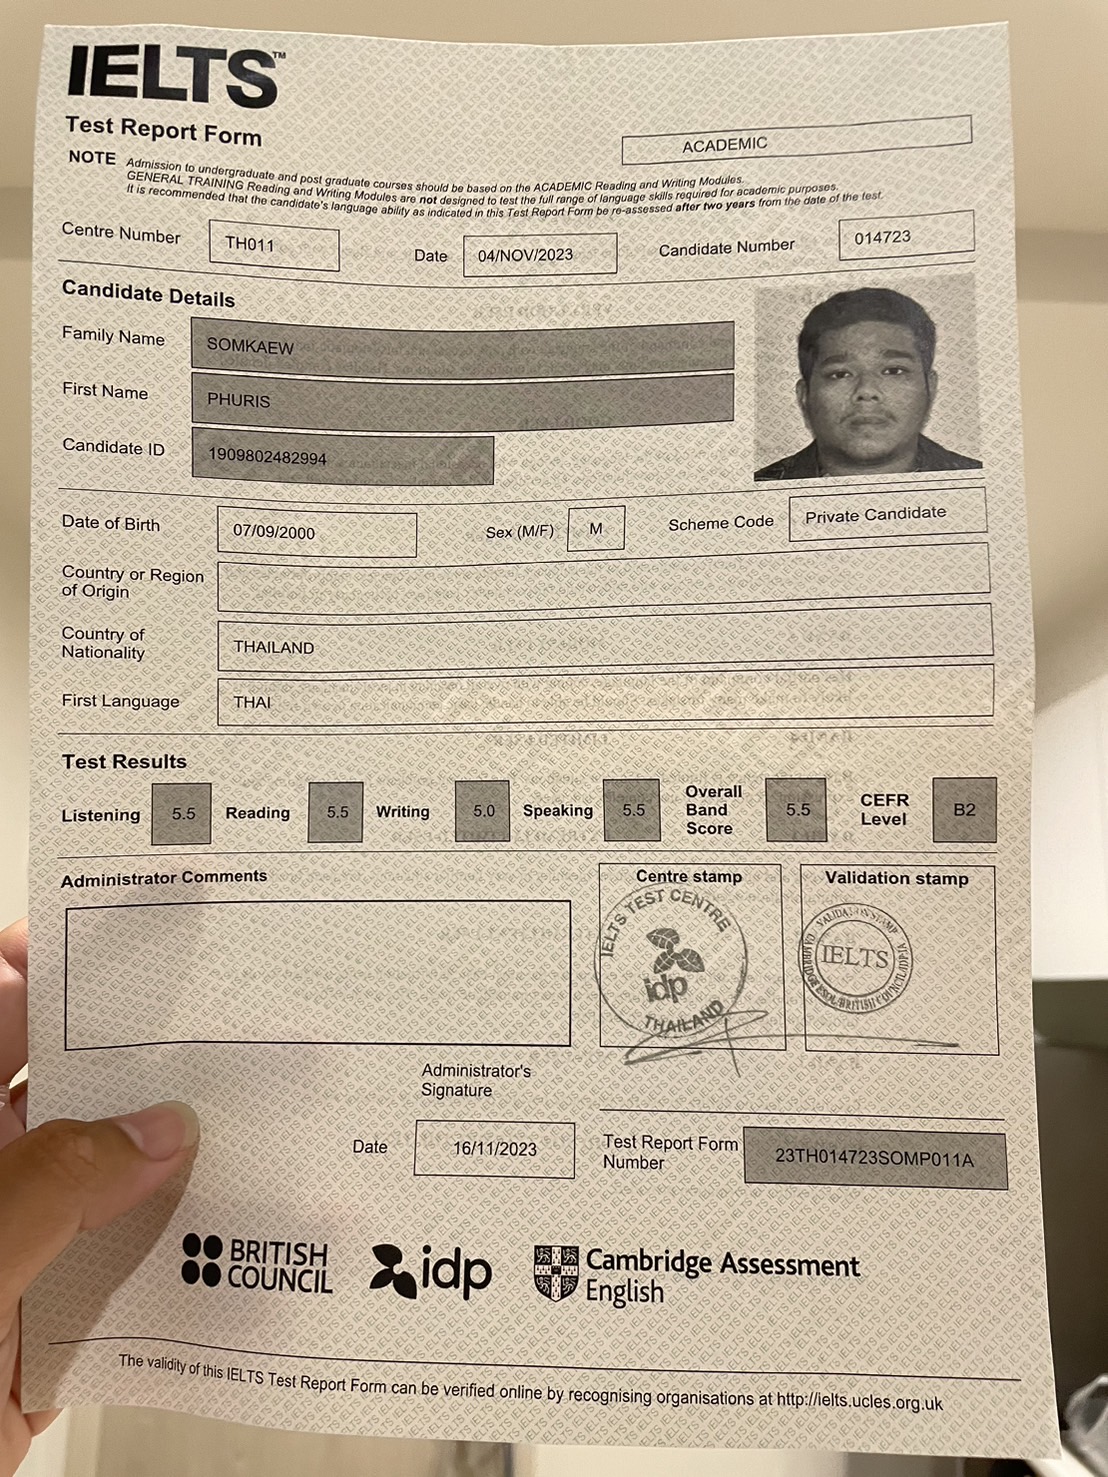 IELTS™
Test Report Form
ACADEMIC
NOTE Admission to undergraduate and post graduate courses should be based on the ACADEMIC Reading and Writing Modules.
GENERAL TRAINING Reading and Writing Modules are not designed to test the full range of language skills required for academic purposes.
It is recommended that the candidate's language ability as indicated in this Test Report Form be re-assessed after two years from the date of the test.
Centre Number TH011 Date 04/NOV/2023 Candidate Number 014723
Candidate Details
Family Name SOMKAEW
First Name PHURIS
Candidate ID 1909802482994
Date of Birth 07/09/2000 Sex (M/F) M Scheme Code Private Candidate
Country or Region
of Origin
Country of
Nationality THAILAND
First Language THAI
Test Results
Listening 5.5 Reading 5.5 Writing 5.0 Speaking 5.5 Overall Band Score 5.5 CEFR Level B2
Administrator Comments
Centre stamp
IELTS TEST CENTRE
idp
THAILAND
Validation stamp
VALIDATION STAMP
IELTS
Administrator's
Signature
Date 16/11/2023
Test Report Form
Number 23TH014723SOMP011A
BRITISH
COUNCIL
idp
Cambridge Assessment
English
The validity of this IELTS Test Report Form can be verified online by recognising organisations at http://ielts.ucles.org.uk